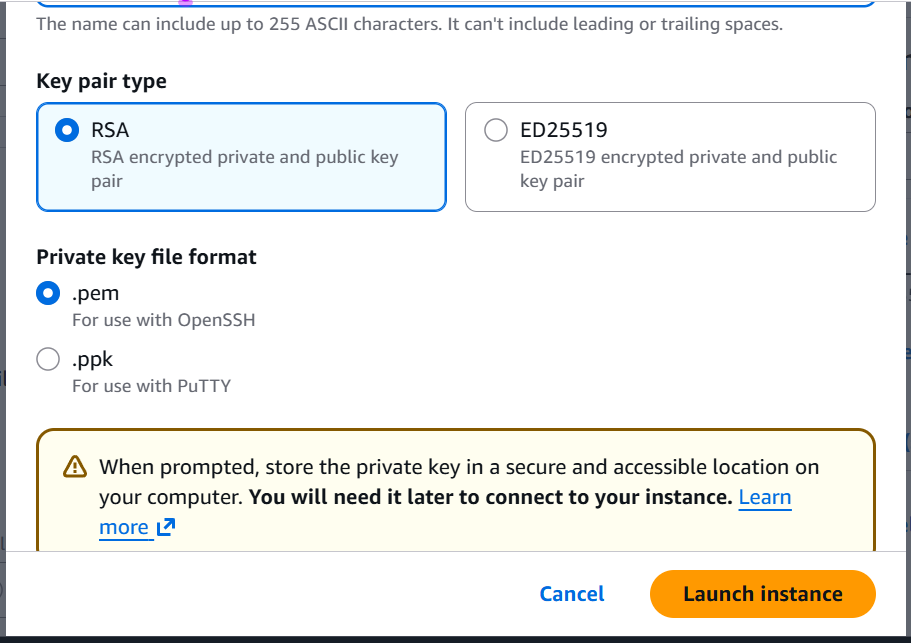 The name can include up to 255 ASCII characters. It can't include leading or trailing spaces.
Key pair type
RSA
RSA encrypted private and public key
pair
ED25519
ED25519 encrypted private and public
key pair
Private key file format
.pem
For use with OpenSSH
.ppk
For use with PuTTY
When prompted, store the private key in a secure and accessible location on
your computer. You will need it later to connect to your instance. Learn
more
Cancel
Launch instance